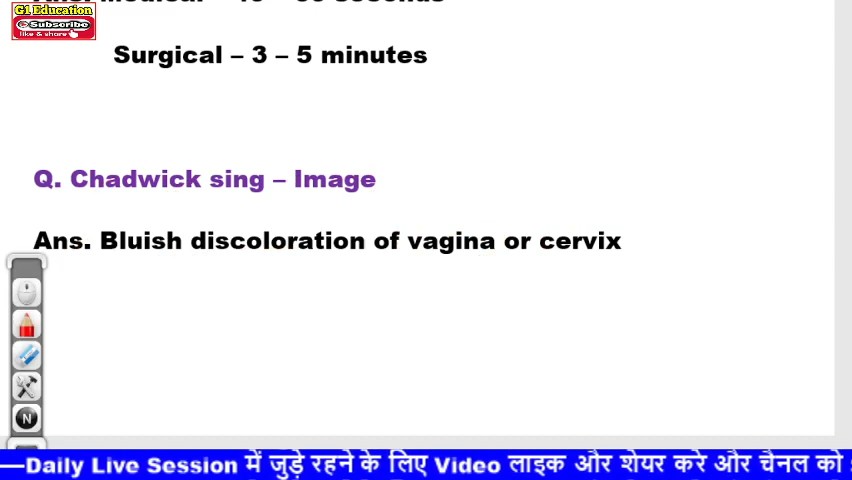 G1 Education
Subscribe
like & share
Surgical – 3 – 5 minutes
Q. Chadwick sing – Image
Ans. Bluish discoloration of vagina or cervix
N
—Daily Live Session में जुड़े रहने के लिए Video लाइक और शेयर करे और चैनल को